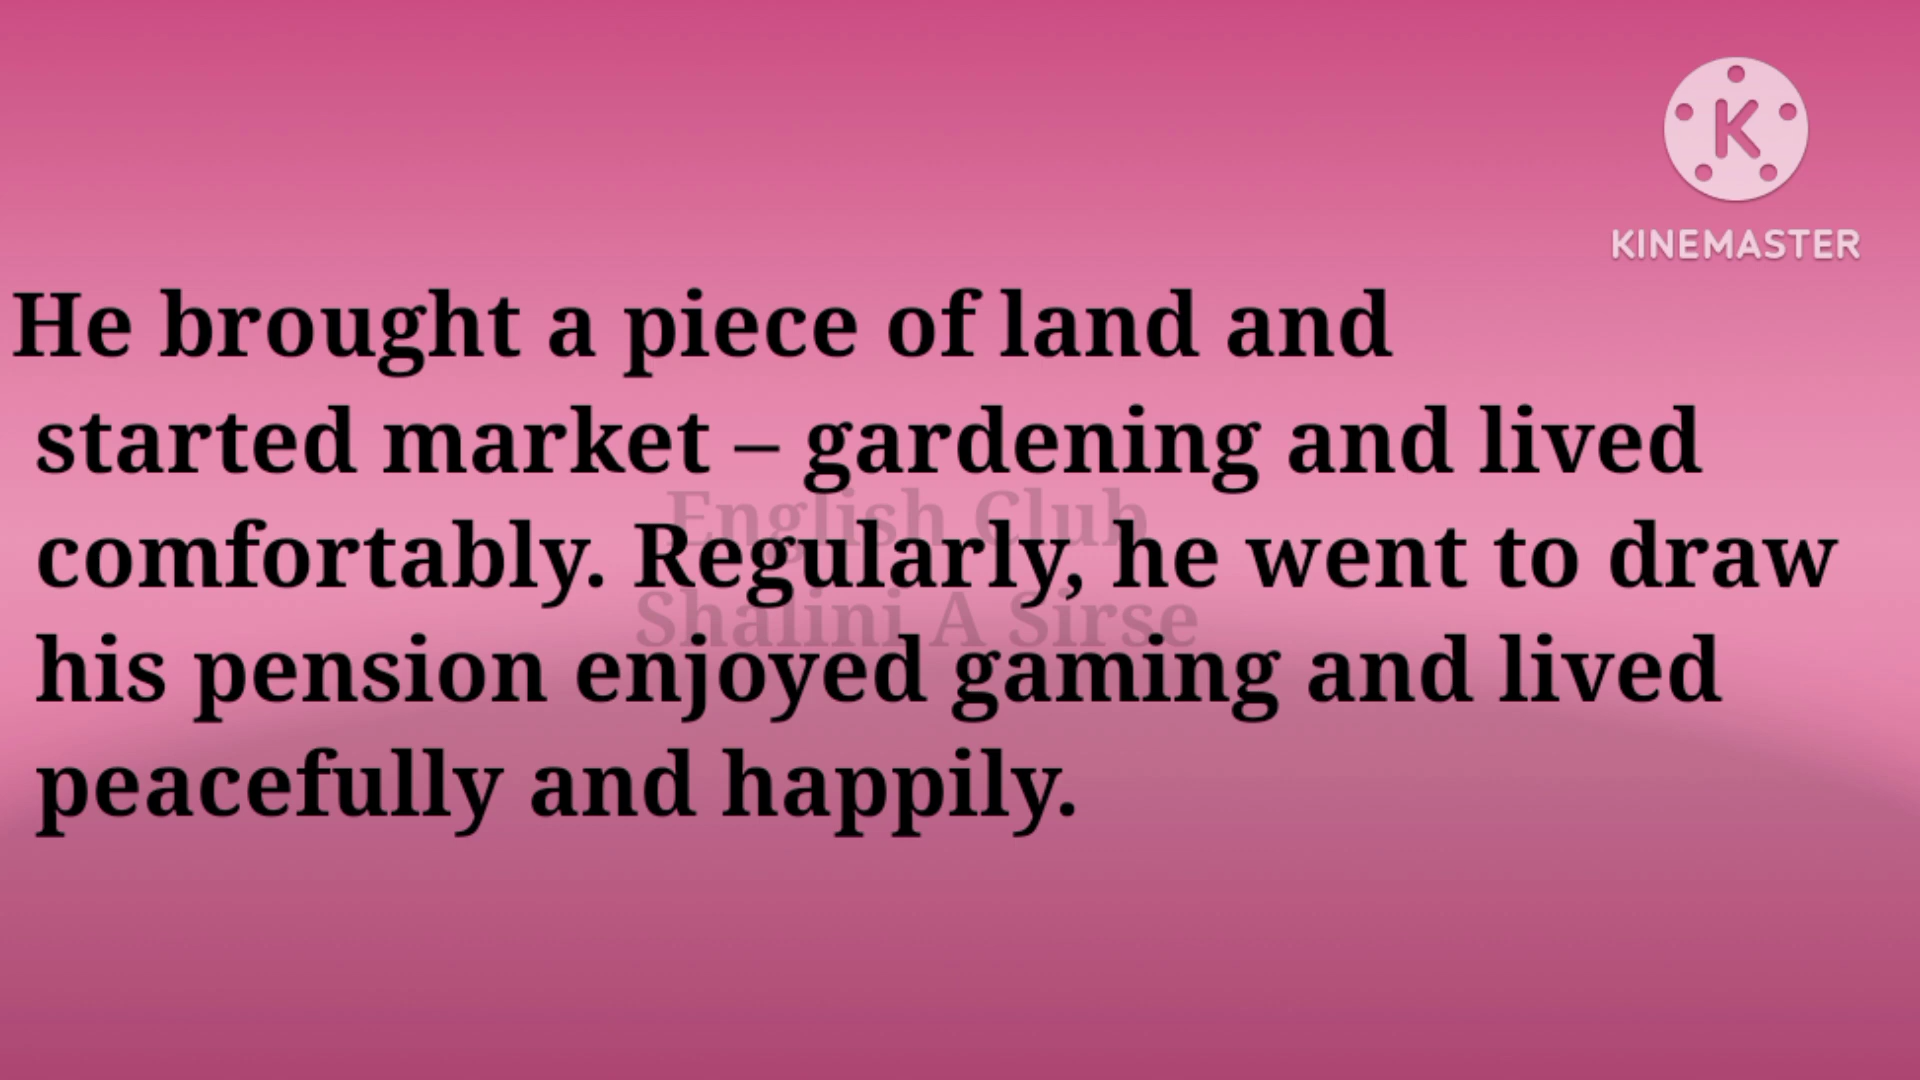 K
KINEMASTER
He brought a piece of land and
started market – gardening and lived
English Club
comfortably. Regularly, he went to draw
Shalini A Sirse
his pension enjoyed gaming and lived
peacefully and happily.